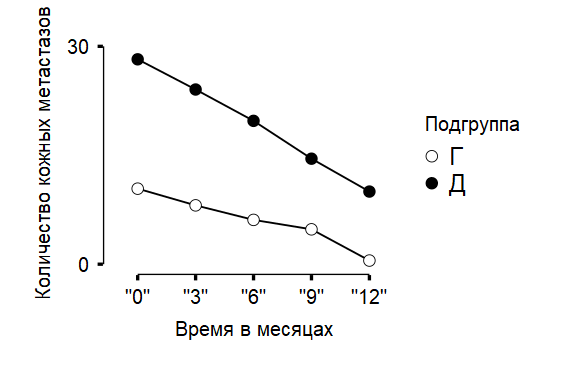 Количество кожных метастазов
30
0
"0" "3" "6" "9" "12"
Время в месяцах
Подгруппа
Г
Д